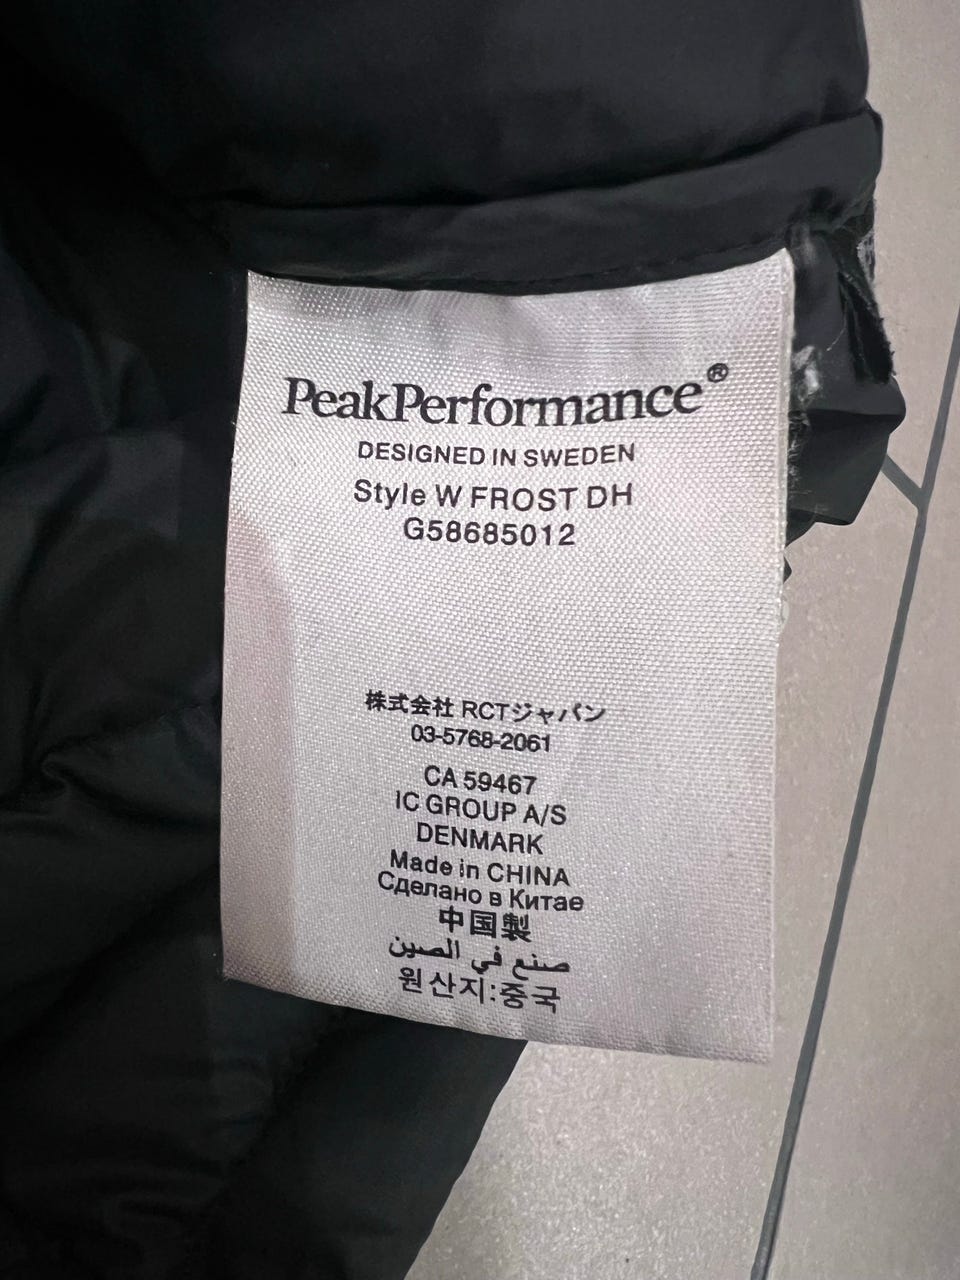 PeakPerformance®
DESIGNED IN SWEDEN
Style W FROST DH
G58685012
株式会社 RCTジャパン
03-5768-2061
CA 59467
IC GROUP A/S
DENMARK
Made in CHINA
Сделано в Китае
中国製
صنع في الصين
원산지:중국